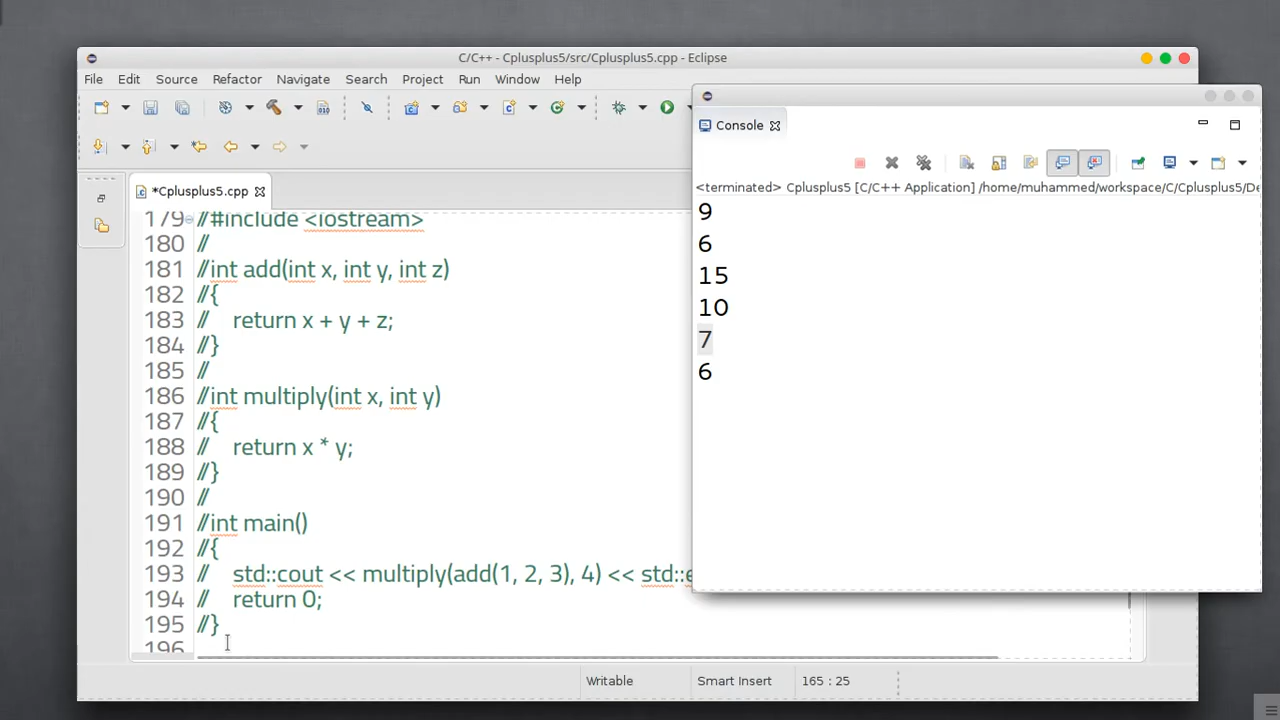 C/C++ - Cplusplus5/src/Cplusplus5.cpp - Eclipse
File Edit Source Refactor Navigate Search Project Run Window Help
*Cplusplus5.cpp
179 //#include <iostream>
180 //
181 //int add(int x, int y, int z)
182 //{
183 // return x + y + z;
184 //}
185 //
186 //int multiply(int x, int y)
187 //{
188 // return x * y;
189 //}
190 //
191 //int main()
192 //{
193 // std::cout << multiply(add(1, 2, 3), 4) << std::e
194 // return 0;
195 //}
196
Console
<terminated> Cplusplus5 [C/C++ Application] /home/muhammed/workspace/C/Cplusplus5/De
9
6
15
10
7
6
Writable Smart Insert 165 : 25